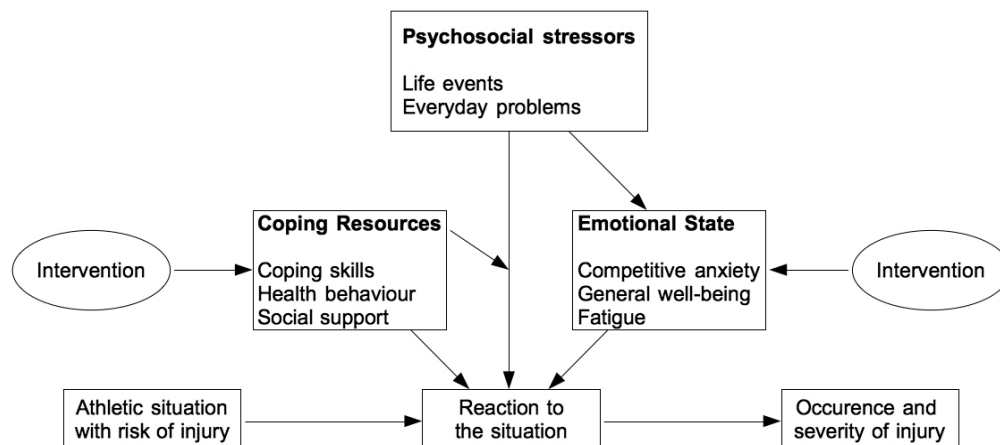 Psychosocial stressors
Life events
Everyday problems
Coping Resources
Coping skills
Health behaviour
Social support
Emotional State
Competitive anxiety
General well-being
Fatigue
Intervention
Intervention
Athletic situation
with risk of injury
Reaction to
the situation
Occurence and
severity of injury